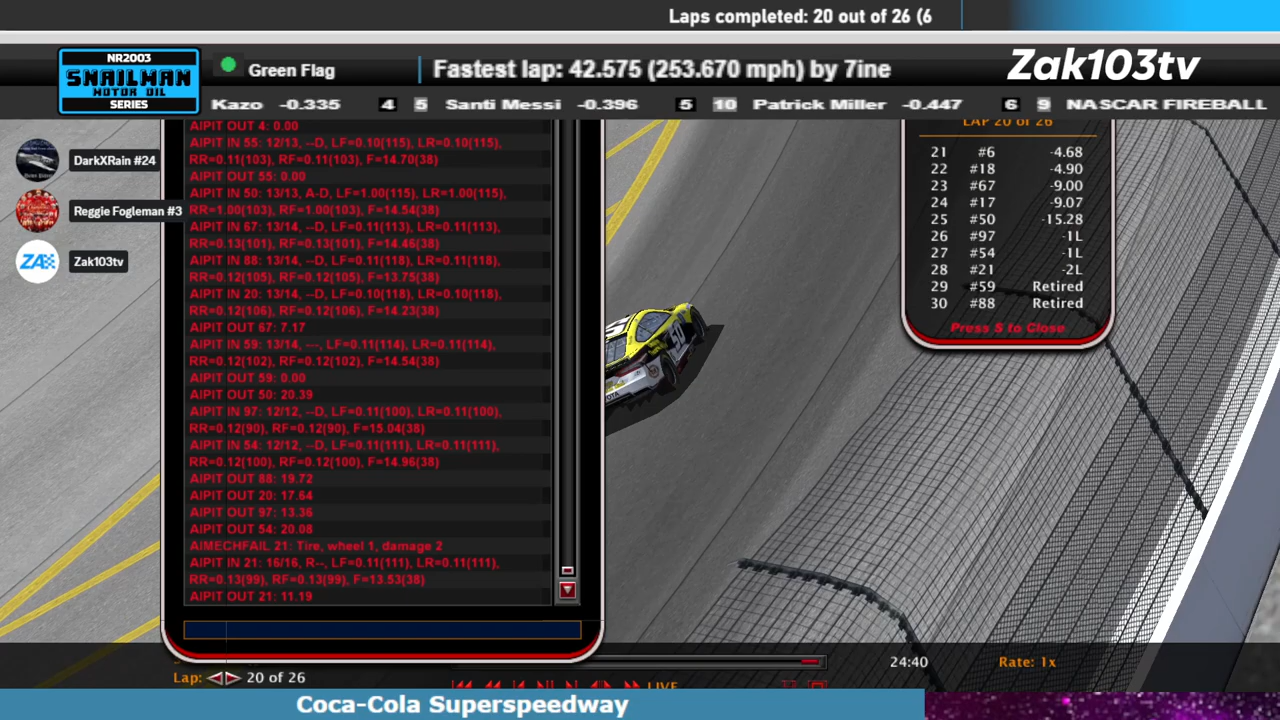 Laps completed: 20 out of 26 (6
NR2003
SNAILMAN
MOTOR OIL
SERIES
Green Flag
Fastest lap: 42.575 (253.670 mph) by 7ine
Zak103tv
Kazo -0.335 4 5 Santi Messi -0.396 5 10 Patrick Miller -0.447 6 9 NASCAR FIREBALL
DarkXRain #24
Reggie Fogleman #3
ZAK
Zak103tv
AIPIT OUT 4: 0.00
AIPIT IN 55: 12/13, --D, LF=0.10(115), LR=0.10(115),
RR=0.11(103), RF=0.11(103), F=14.70(38)
AIPIT OUT 55: 0.00
AIPIT IN 50: 13/13, A-D, LF=1.00(115), LR=1.00(115),
RR=1.00(103), RF=1.00(103), F=14.54(38)
AIPIT IN 67: 13/14, --D, LF=0.11(113), LR=0.11(113),
RR=0.13(101), RF=0.13(101), F=14.46(38)
AIPIT IN 88: 13/14, --D, LF=0.11(118), LR=0.11(118),
RR=0.12(105), RF=0.12(105), F=13.75(38)
AIPIT IN 20: 13/14, --D, LF=0.10(118), LR=0.10(118),
RR=0.12(106), RF=0.12(106), F=14.23(38)
AIPIT OUT 67: 7.17
AIPIT IN 59: 13/14, ---, LF=0.11(114), LR=0.11(114),
RR=0.12(102), RF=0.12(102), F=14.54(38)
AIPIT OUT 59: 0.00
AIPIT OUT 50: 20.39
AIPIT IN 97: 12/12, --D, LF=0.11(100), LR=0.11(100),
RR=0.12(90), RF=0.12(90), F=15.04(38)
AIPIT IN 54: 12/12, --D, LF=0.11(111), LR=0.11(111),
RR=0.12(100), RF=0.12(100), F=14.96(38)
AIPIT OUT 88: 19.72
AIPIT OUT 20: 17.64
AIPIT OUT 97: 13.36
AIPIT OUT 54: 20.08
AIMECHFAIL 21: Tire, wheel 1, damage 2
AIPIT IN 21: 16/16, R--, LF=0.11(111), LR=0.11(111),
RR=0.13(99), RF=0.13(99), F=13.53(38)
AIPIT OUT 21: 11.19
50
LAP 20 of 26
21 #6 -4.68
22 #18 -4.90
23 #67 -9.00
24 #17 -9.07
25 #50 -15.28
26 #97 -1L
27 #54 -1L
28 #21 -2L
29 #59 Retired
30 #88 Retired
Press S to Close
24:40
Rate: 1x
Lap: 20 of 26
LIVE
Coca-Cola Superspeedway